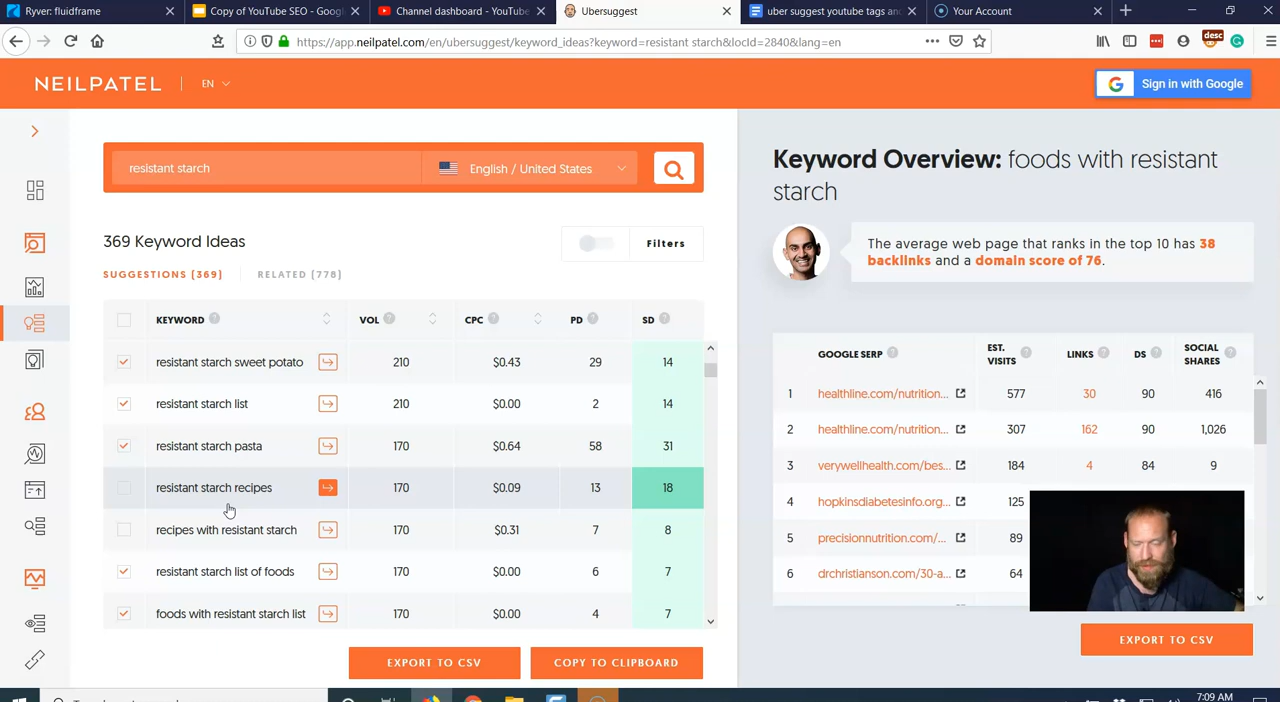 Ryer: fluidframe
Copy of YouTube SEO - Goog
Channel dashboard - YouTube
Ubersuggest
uber suggest youtube tags and
Your Account
https://app.neilpatel.com/en/ubersuggest/keyword_ideas?keyword=resistant starch&locId=2840&lang=en
desc
NEILPATEL
EN
Sign in with Google
resistant starch
English / United States
369 Keyword Ideas
Filters
SUGGESTIONS (369)
RELATED (778)
KEYWORD VOL CPC PD SD
resistant starch sweet potato 210 $0.43 29 14
resistant starch list 210 $0.00 2 14
resistant starch pasta 170 $0.64 58 31
resistant starch recipes 170 $0.09 13 18
recipes with resistant starch 170 $0.31 7 8
resistant starch list of foods 170 $0.00 6 7
foods with resistant starch list 170 $0.00 4 7
EXPORT TO CSV
COPY TO CLIPBOARD
Keyword Overview: foods with resistant
starch
The average web page that ranks in the top 10 has 38
backlinks and a domain score of 76.
GOOGLE SERP EST. VISITS LINKS DS SOCIAL SHARES
1 healthline.com/nutrition... 577 30 90 416
2 healthline.com/nutrition... 307 162 90 1,026
3 verywellhealth.com/bes... 184 4 84 9
4 hopkinsdiabetesinfo.org... 125
5 precisionnutrition.com/... 89
6 drchristianson.com/30-a... 64
EXPORT TO CSV
7:09 AM